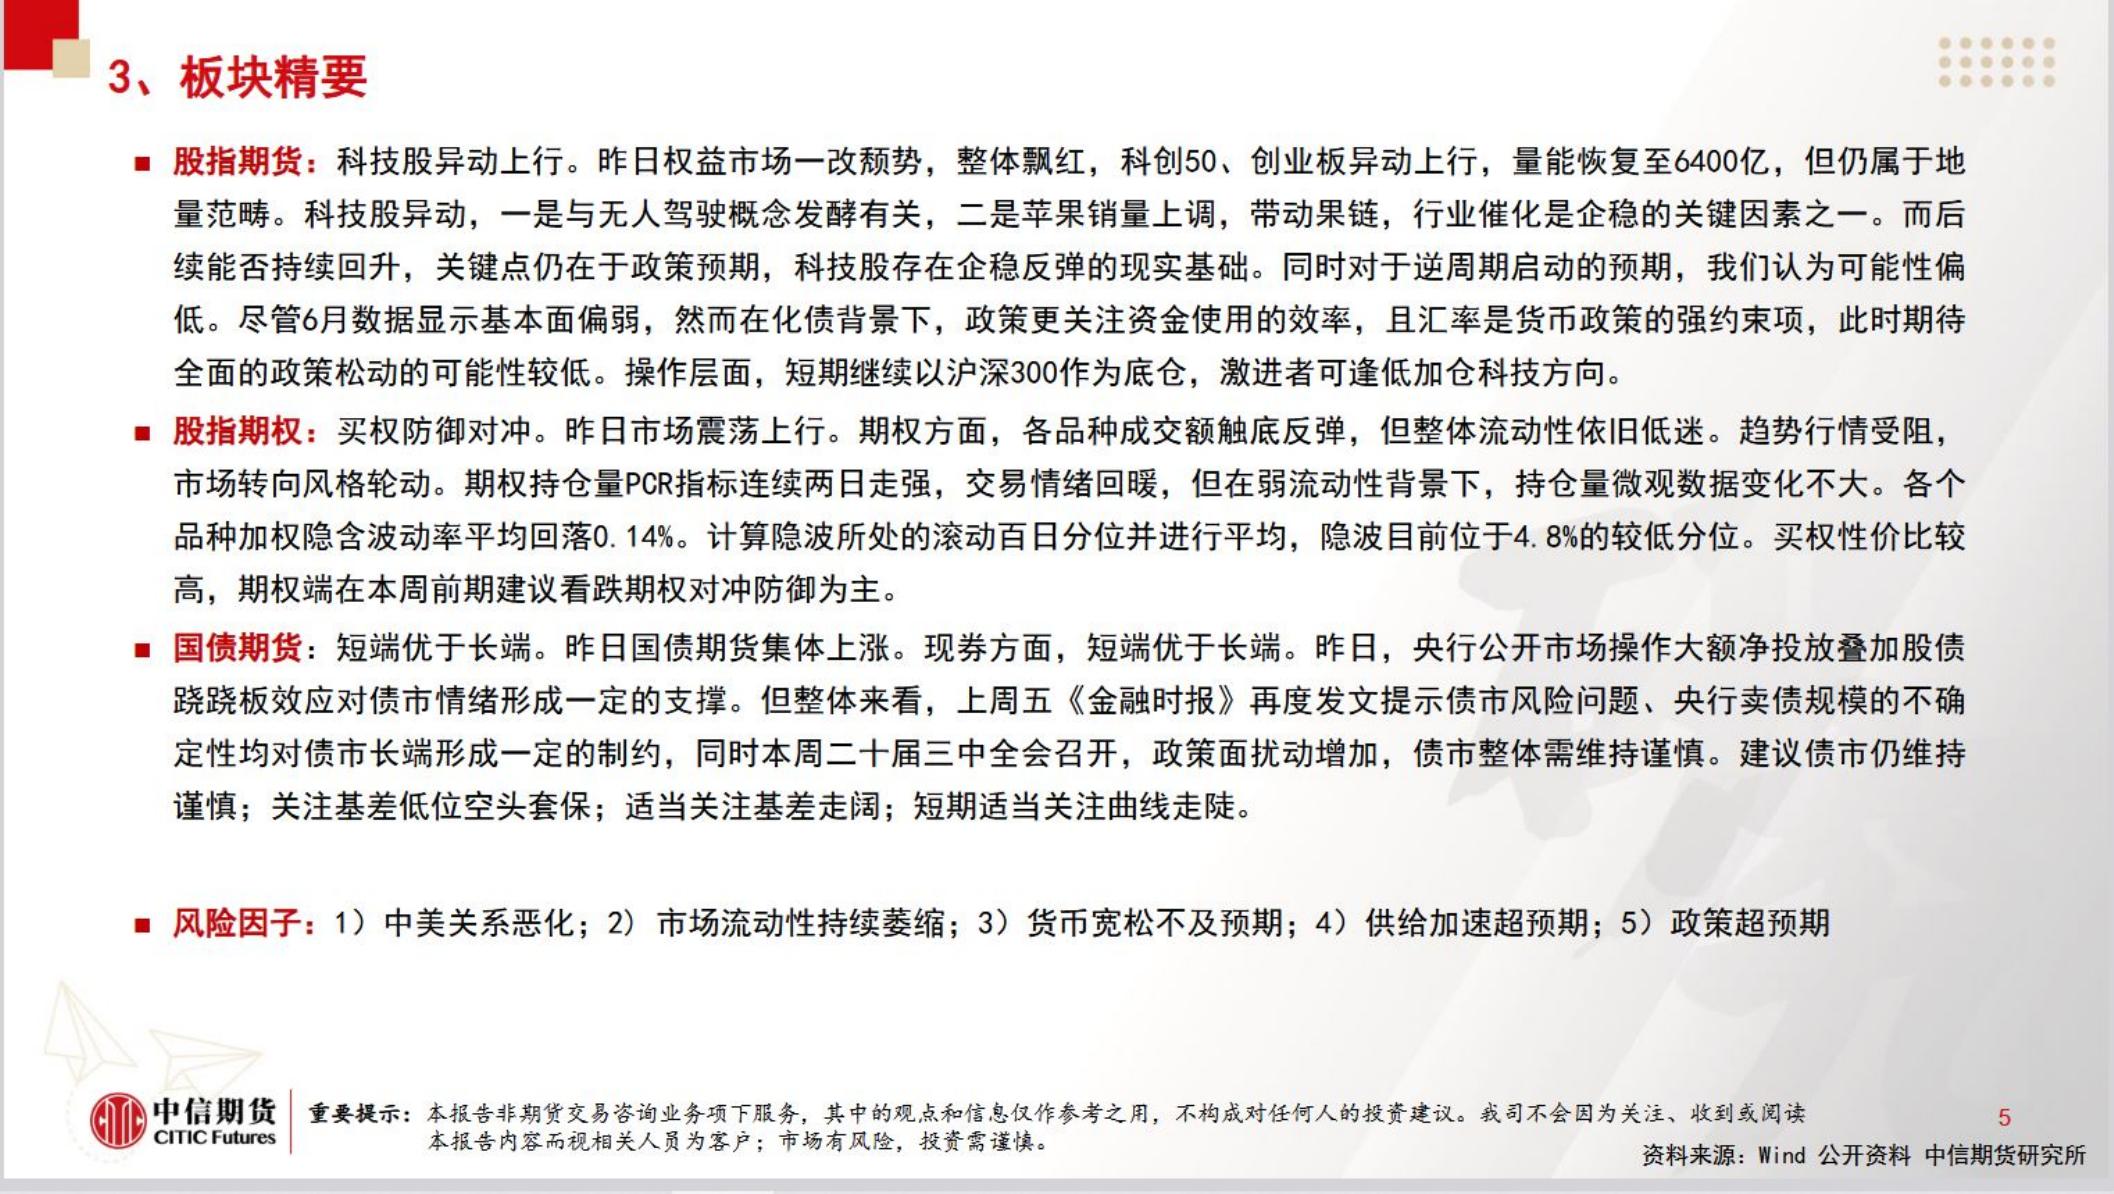 3、板块精要
■ 股指期货：科技股异动上行。昨日权益市场一改颓势，整体飘红，科创50、创业板异动上行，量能恢复至6400亿，但仍属于地
量范畴。科技股异动，一是与无人驾驶概念发酵有关，二是苹果销量上调，带动果链，行业催化是企稳的关键因素之一。而后
续能否持续回升，关键点仍在于政策预期，科技股存在企稳反弹的现实基础。同时对于逆周期启动的预期，我们认为可能性偏
低。尽管6月数据显示基本面偏弱，然而在化债背景下，政策更关注资金使用的效率，且汇率是货币政策的强约束项，此时期待
全面的政策松动的可能性较低。操作层面，短期继续以沪深300作为底仓，激进者可逢低加仓科技方向。
■ 股指期权：买权防御对冲。昨日市场震荡上行。期权方面，各品种成交额触底反弹，但整体流动性依旧低迷。趋势行情受阻，
市场转向风格轮动。期权持仓量PCR指标连续两日走强，交易情绪回暖，但在弱流动性背景下，持仓量微观数据变化不大。各个
品种加权隐含波动率平均回落0.14%。计算隐波所处的滚动百日分位并进行平均，隐波目前位于4.8%的较低分位。买权性价比较
高，期权端在本周前期建议看跌期权对冲防御为主。
■ 国债期货：短端优于长端。昨日国债期货集体上涨。现券方面，短端优于长端。昨日，央行公开市场操作大额净投放叠加股债
跷跷板效应对债市情绪形成一定的支撑。但整体来看，上周五《金融时报》再度发文提示债市风险问题、央行卖债规模的不确
定性均对债市长端形成一定的制约，同时本周二十届三中全会召开，政策面扰动增加，债市整体需维持谨慎。建议债市仍维持
谨慎；关注基差低位空头套保；适当关注基差走阔；短期适当关注曲线走陡。
■ 风险因子：1）中美关系恶化；2）市场流动性持续萎缩；3）货币宽松不及预期；4）供给加速超预期；5）政策超预期
中信期货
CITIC Futures
重要提示：本报告非期货交易咨询业务项下服务，其中的观点和信息仅作参考之用，不构成对任何人的投资建议。我司不会因为关注、收到或阅读
本报告内容而视相关人员为客户；市场有风险，投资需谨慎。
5
资料来源：Wind 公开资料 中信期货研究所